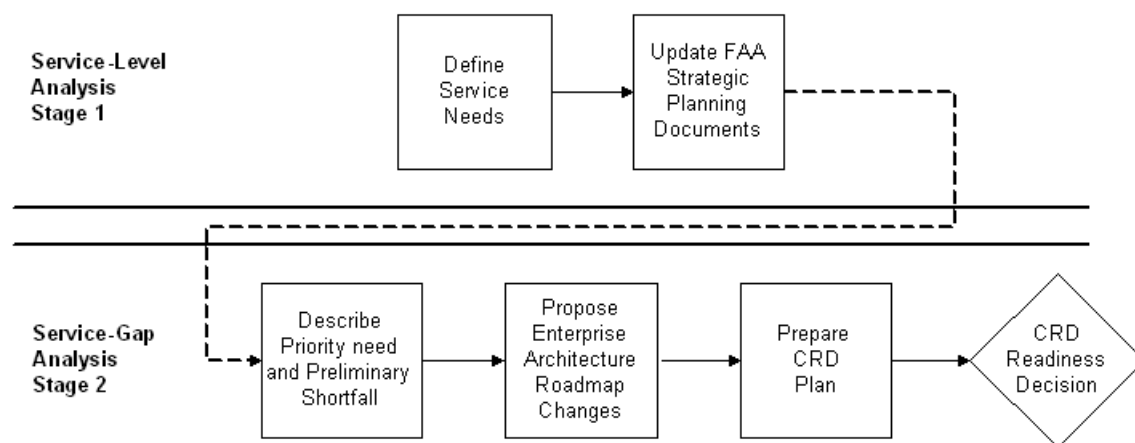 Service-Level
Analysis
Stage 1
Define
Service
Needs
Update FAA
Strategic
Planning
Documents
Service-Gap
Analysis
Stage 2
Describe
Priority need
and Preliminary
Shortfall
Propose
Enterprise
Architecture
Roadmap
Changes
Prepare
CRD
Plan
CRD
Readiness
Decision